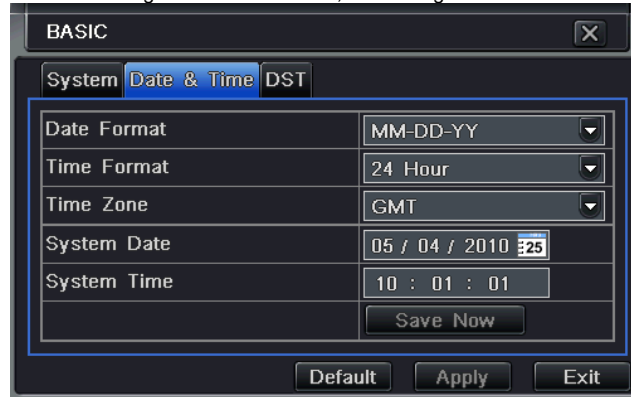 BASIC
System Date & Time DST
Date Format MM-DD-YY
Time Format 24 Hour
Time Zone GMT
System Date 05 / 04 / 2010 25
System Time 10 : 01 : 01
Save Now
Default Apply Exit